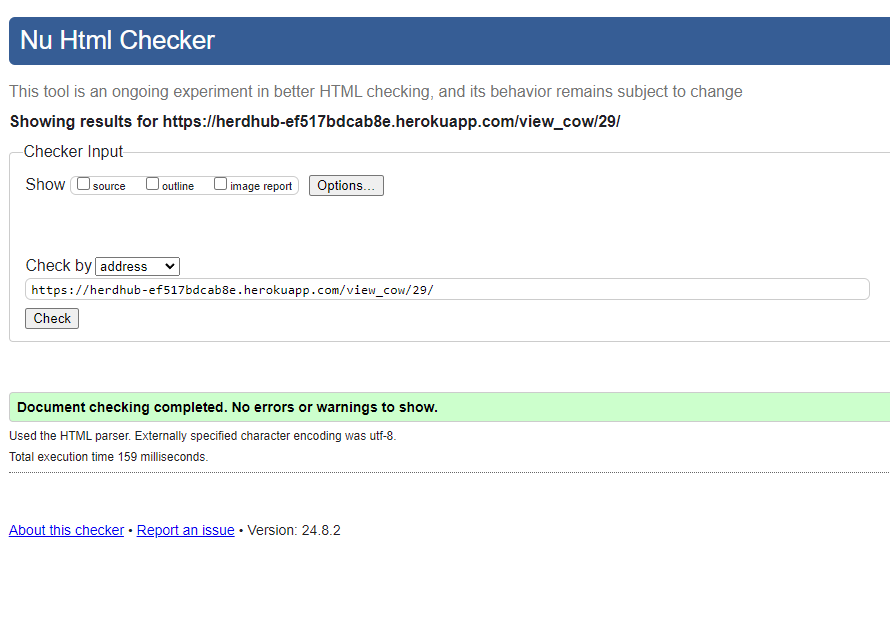 Nu Html Checker
This tool is an ongoing experiment in better HTML checking, and its behavior remains subject to change
Showing results for https://herdhub-ef517bdcab8e.herokuapp.com/view_cow/29/
Checker Input
Show source outline image report Options...
Check by address
https://herdhub-ef517bdcab8e.herokuapp.com/view_cow/29/
Check
Document checking completed. No errors or warnings to show.
Used the HTML parser. Externally specified character encoding was utf-8.
Total execution time 159 milliseconds.
About this checker • Report an issue • Version: 24.8.2